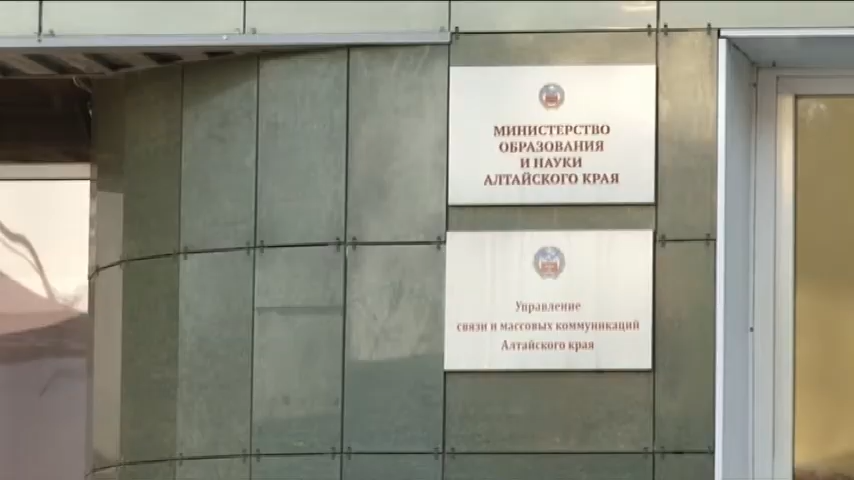 МИНИСТЕРСТВО
ОБРАЗОВАНИЯ
И НАУКИ
АЛТАЙСКОГО КРАЯ
Управление
связи и массовых коммуникаций
Алтайского края